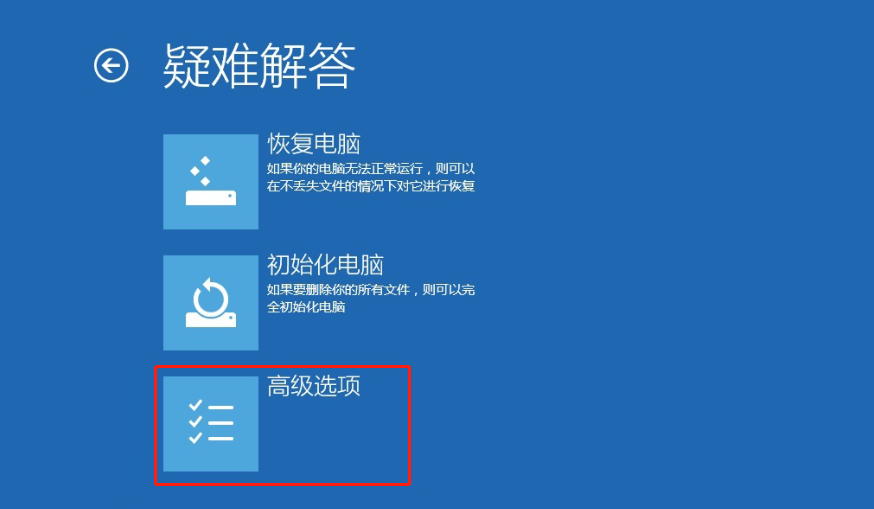 疑难解答
恢复电脑
如果你的电脑无法正常运行，则可以
在不丢失文件的情况下对它进行恢复
初始化电脑
如果要删除你的所有文件，则可以完
全初始化电脑
高级选项